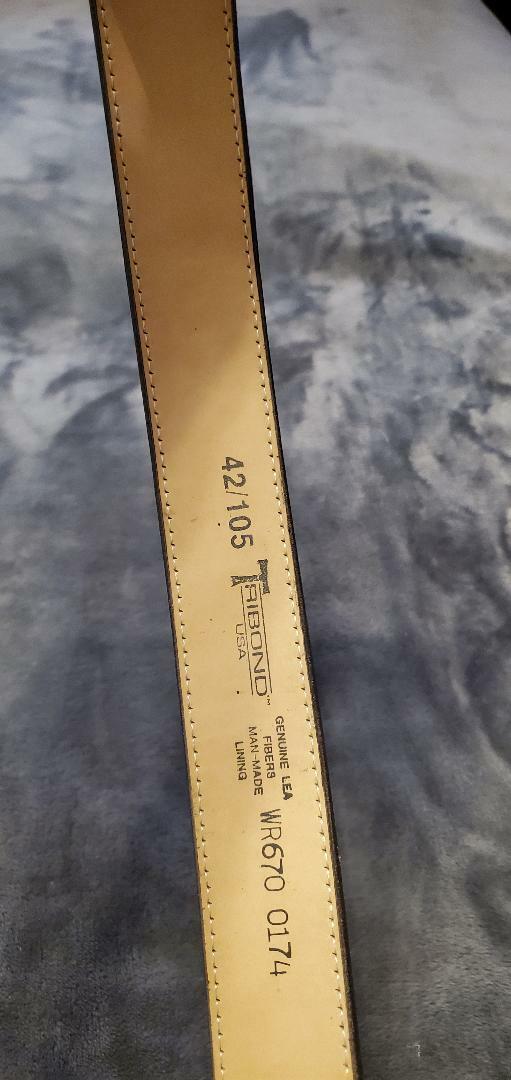 42/105
TRIBOND™
USA
GENUINE LEA
FIBERS
MAN-MADE
LINING
WR670 0174